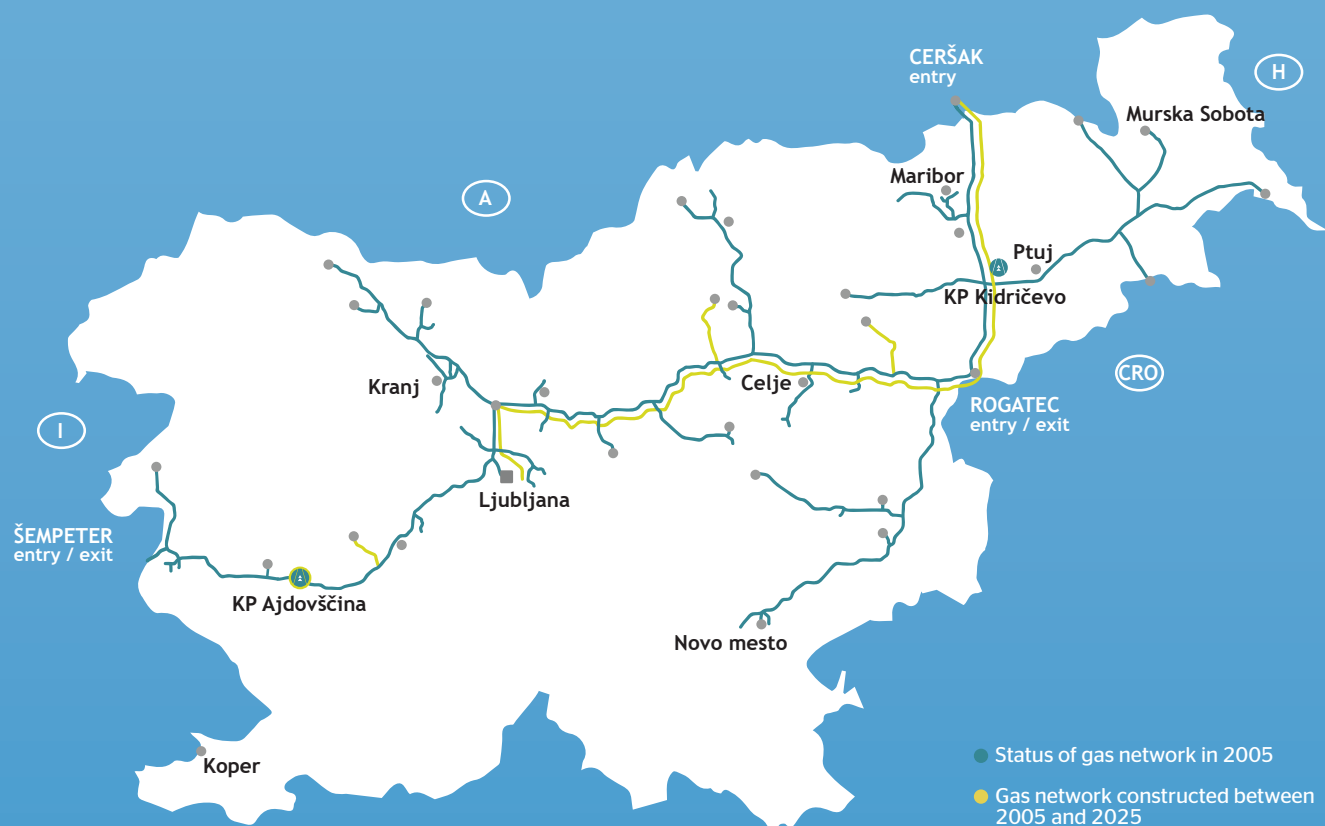 CERŠAK
entry
H
Murska Sobota
Maribor
A
Ptuj
KP Kidričevo
CRO
Kranj
Celje
ROGATEC
entry / exit
I
Ljubljana
ŠEMPETER
entry / exit
KP Ajdovščina
Novo mesto
Koper
Status of gas network in 2005
Gas network constructed between
2005 and 2025